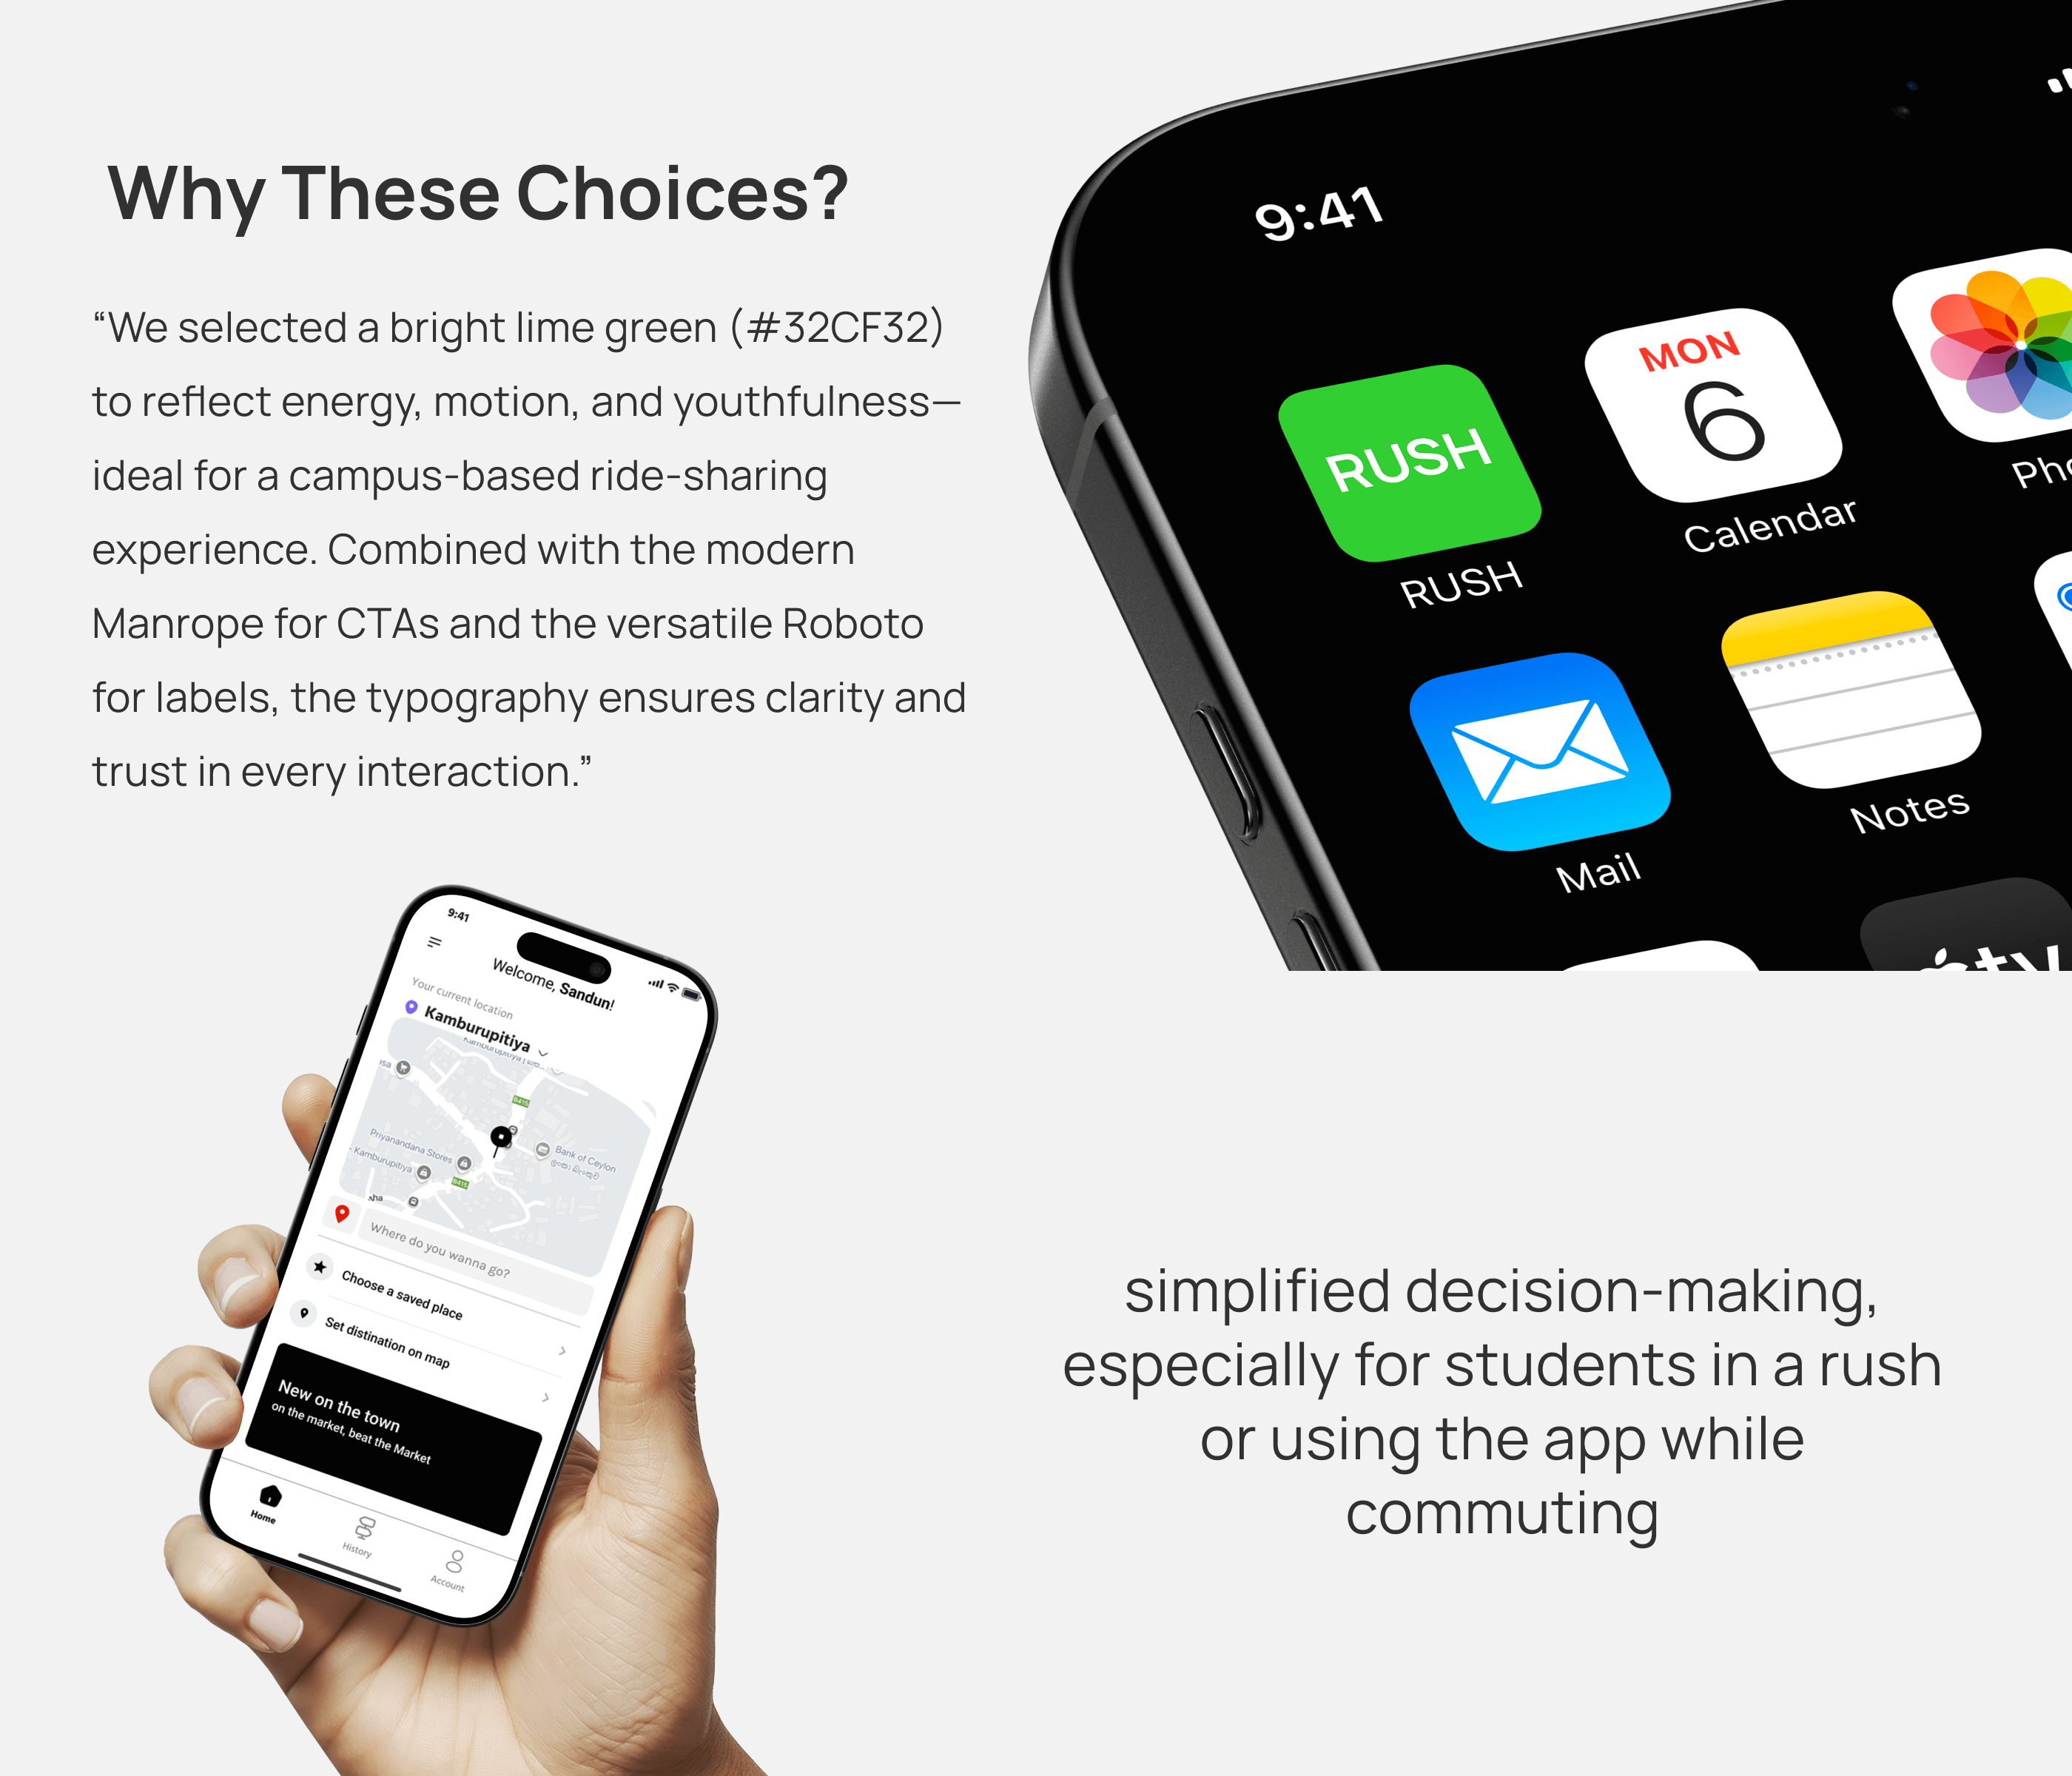 Why These Choices?
“We selected a bright lime green (#32CF32)
to reflect energy, motion, and youthfulness—
ideal for a campus-based ride-sharing
experience. Combined with the modern
Manrope for CTAs and the versatile Roboto
for labels, the typography ensures clarity and
trust in every interaction.”
9:41
RUSH
RUSH
MON
6
Calendar
Pho
Mail
Notes
tv
9:41
Welcome, Sandun!
Your current location
Kamburupitiya
Kamburupitiya
B415
Priyanandana Stores
Kamburupitiya
Bank of Ceylon
ලංකා බැංකුව
B415
Where do you wanna go?
Choose a saved place
Set distination on map
New on the town
on the market, beat the Market
Home
History
Account
simplified decision-making,
especially for students in a rush
or using the app while
commuting